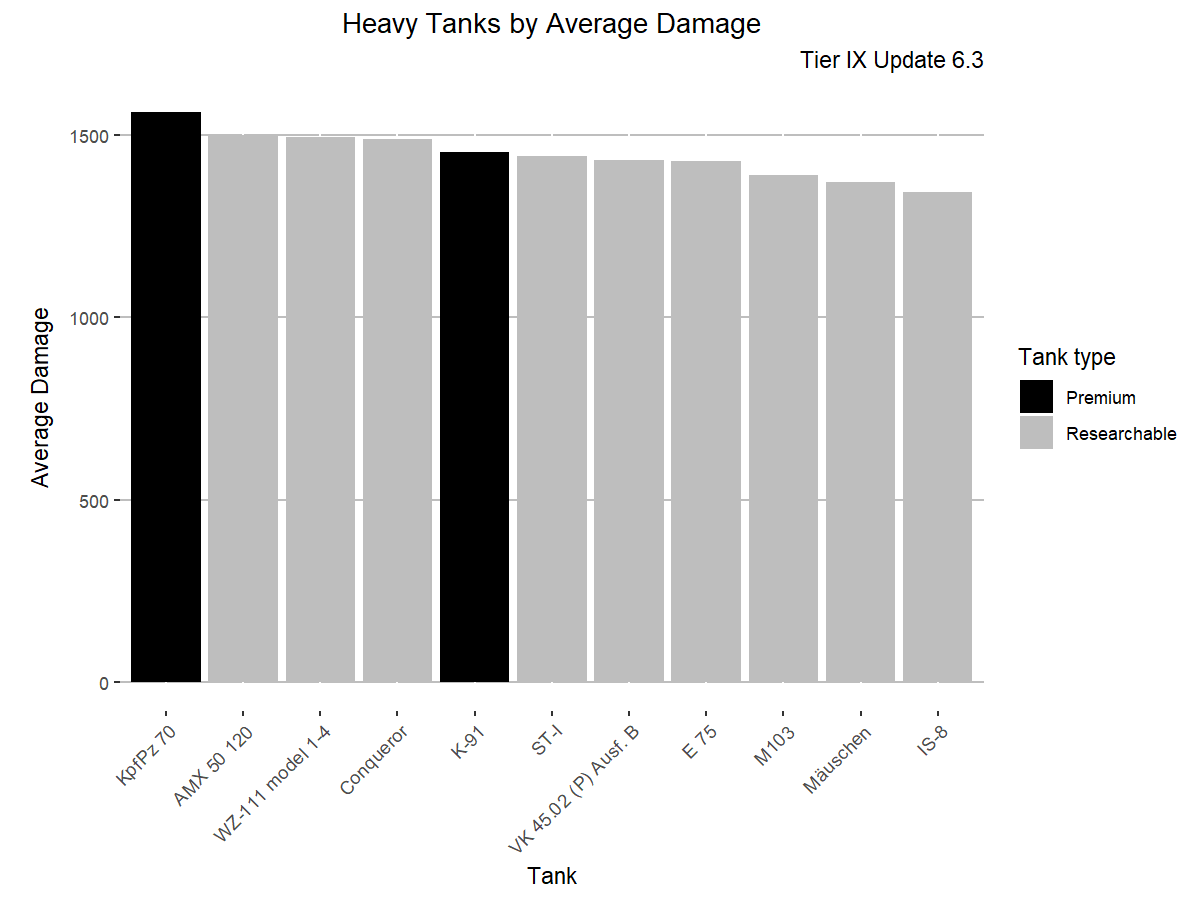 Heavy Tanks by Average Damage
Tier IX Update 6.3
Average Damage
1500
1000
500
0
KpfPz 70
AMX 50 120
WZ-111 model 1-4
Conqueror
K-91
ST-I
VK 45.02 (P) Ausf. B
E 75
M103
Mäuschen
IS-8
Tank
Tank type
Premium
Researchable